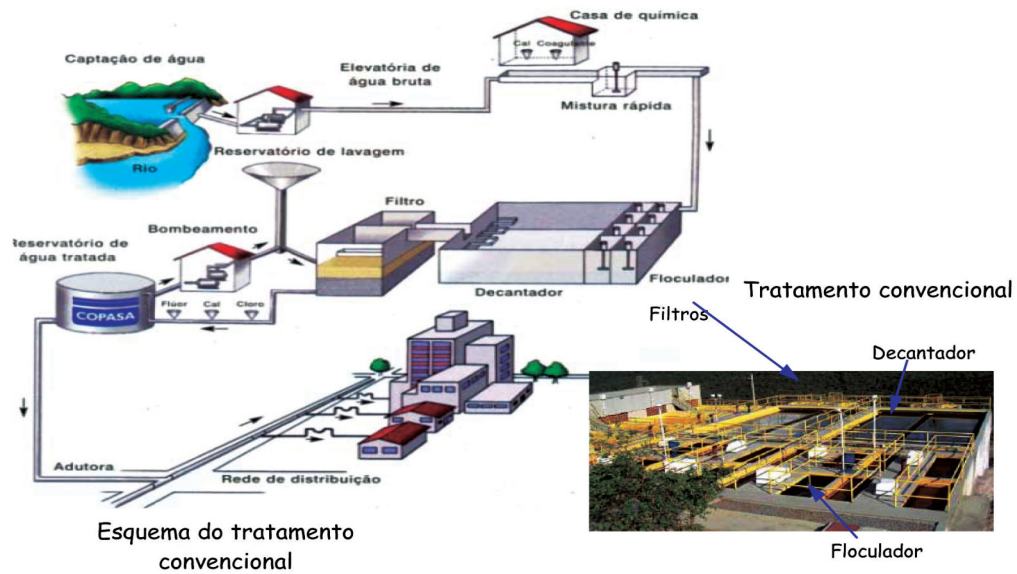 Casa de química
Cal Coagulante
Captação de água
Elevatória de
água bruta
Mistura rápida
Rio
Reservatório de lavagem
Filtro
Bombeamento
Reservatório de
água tratada
COPASA
Flúor Cal Cloro
Decantador
Floculador
Adutora
Rede de distribuição
Esquema do tratamento
convencional
Tratamento convencional
Filtros
Decantador
Floculador